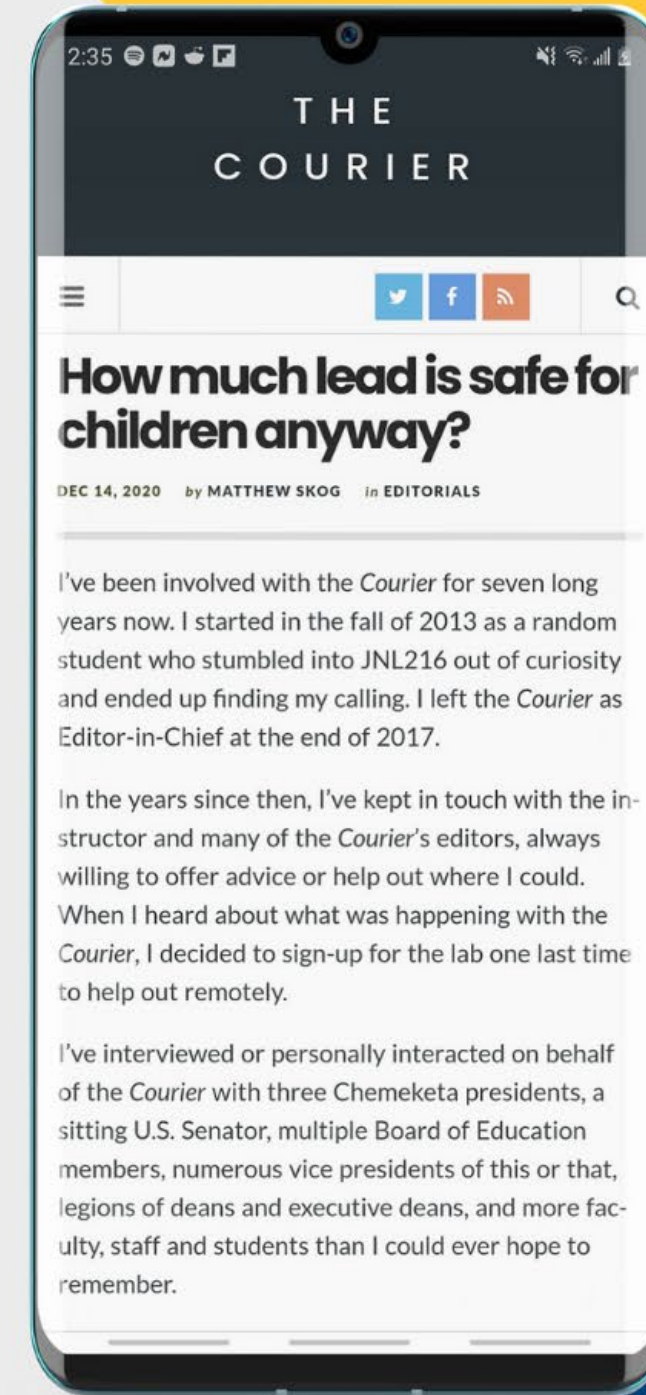 2:35
THE
COURIER
How much lead is safe for
children anyway?
DEC 14, 2020 by MATTHEW SKOG in EDITORIALS
I've been involved with the Courier for seven long
years now. I started in the fall of 2013 as a random
student who stumbled into JNL216 out of curiosity
and ended up finding my calling. I left the Courier as
Editor-in-Chief at the end of 2017.
In the years since then, I've kept in touch with the in-
structor and many of the Courier's editors, always
willing to offer advice or help out where I could.
When I heard about what was happening with the
Courier, I decided to sign-up for the lab one last time
to help out remotely.
I've interviewed or personally interacted on behalf
of the Courier with three Chemeketa presidents, a
sitting U.S. Senator, multiple Board of Education
members, numerous vice presidents of this or that,
legions of deans and executive deans, and more fac-
ulty, staff and students than I could ever hope to
remember.